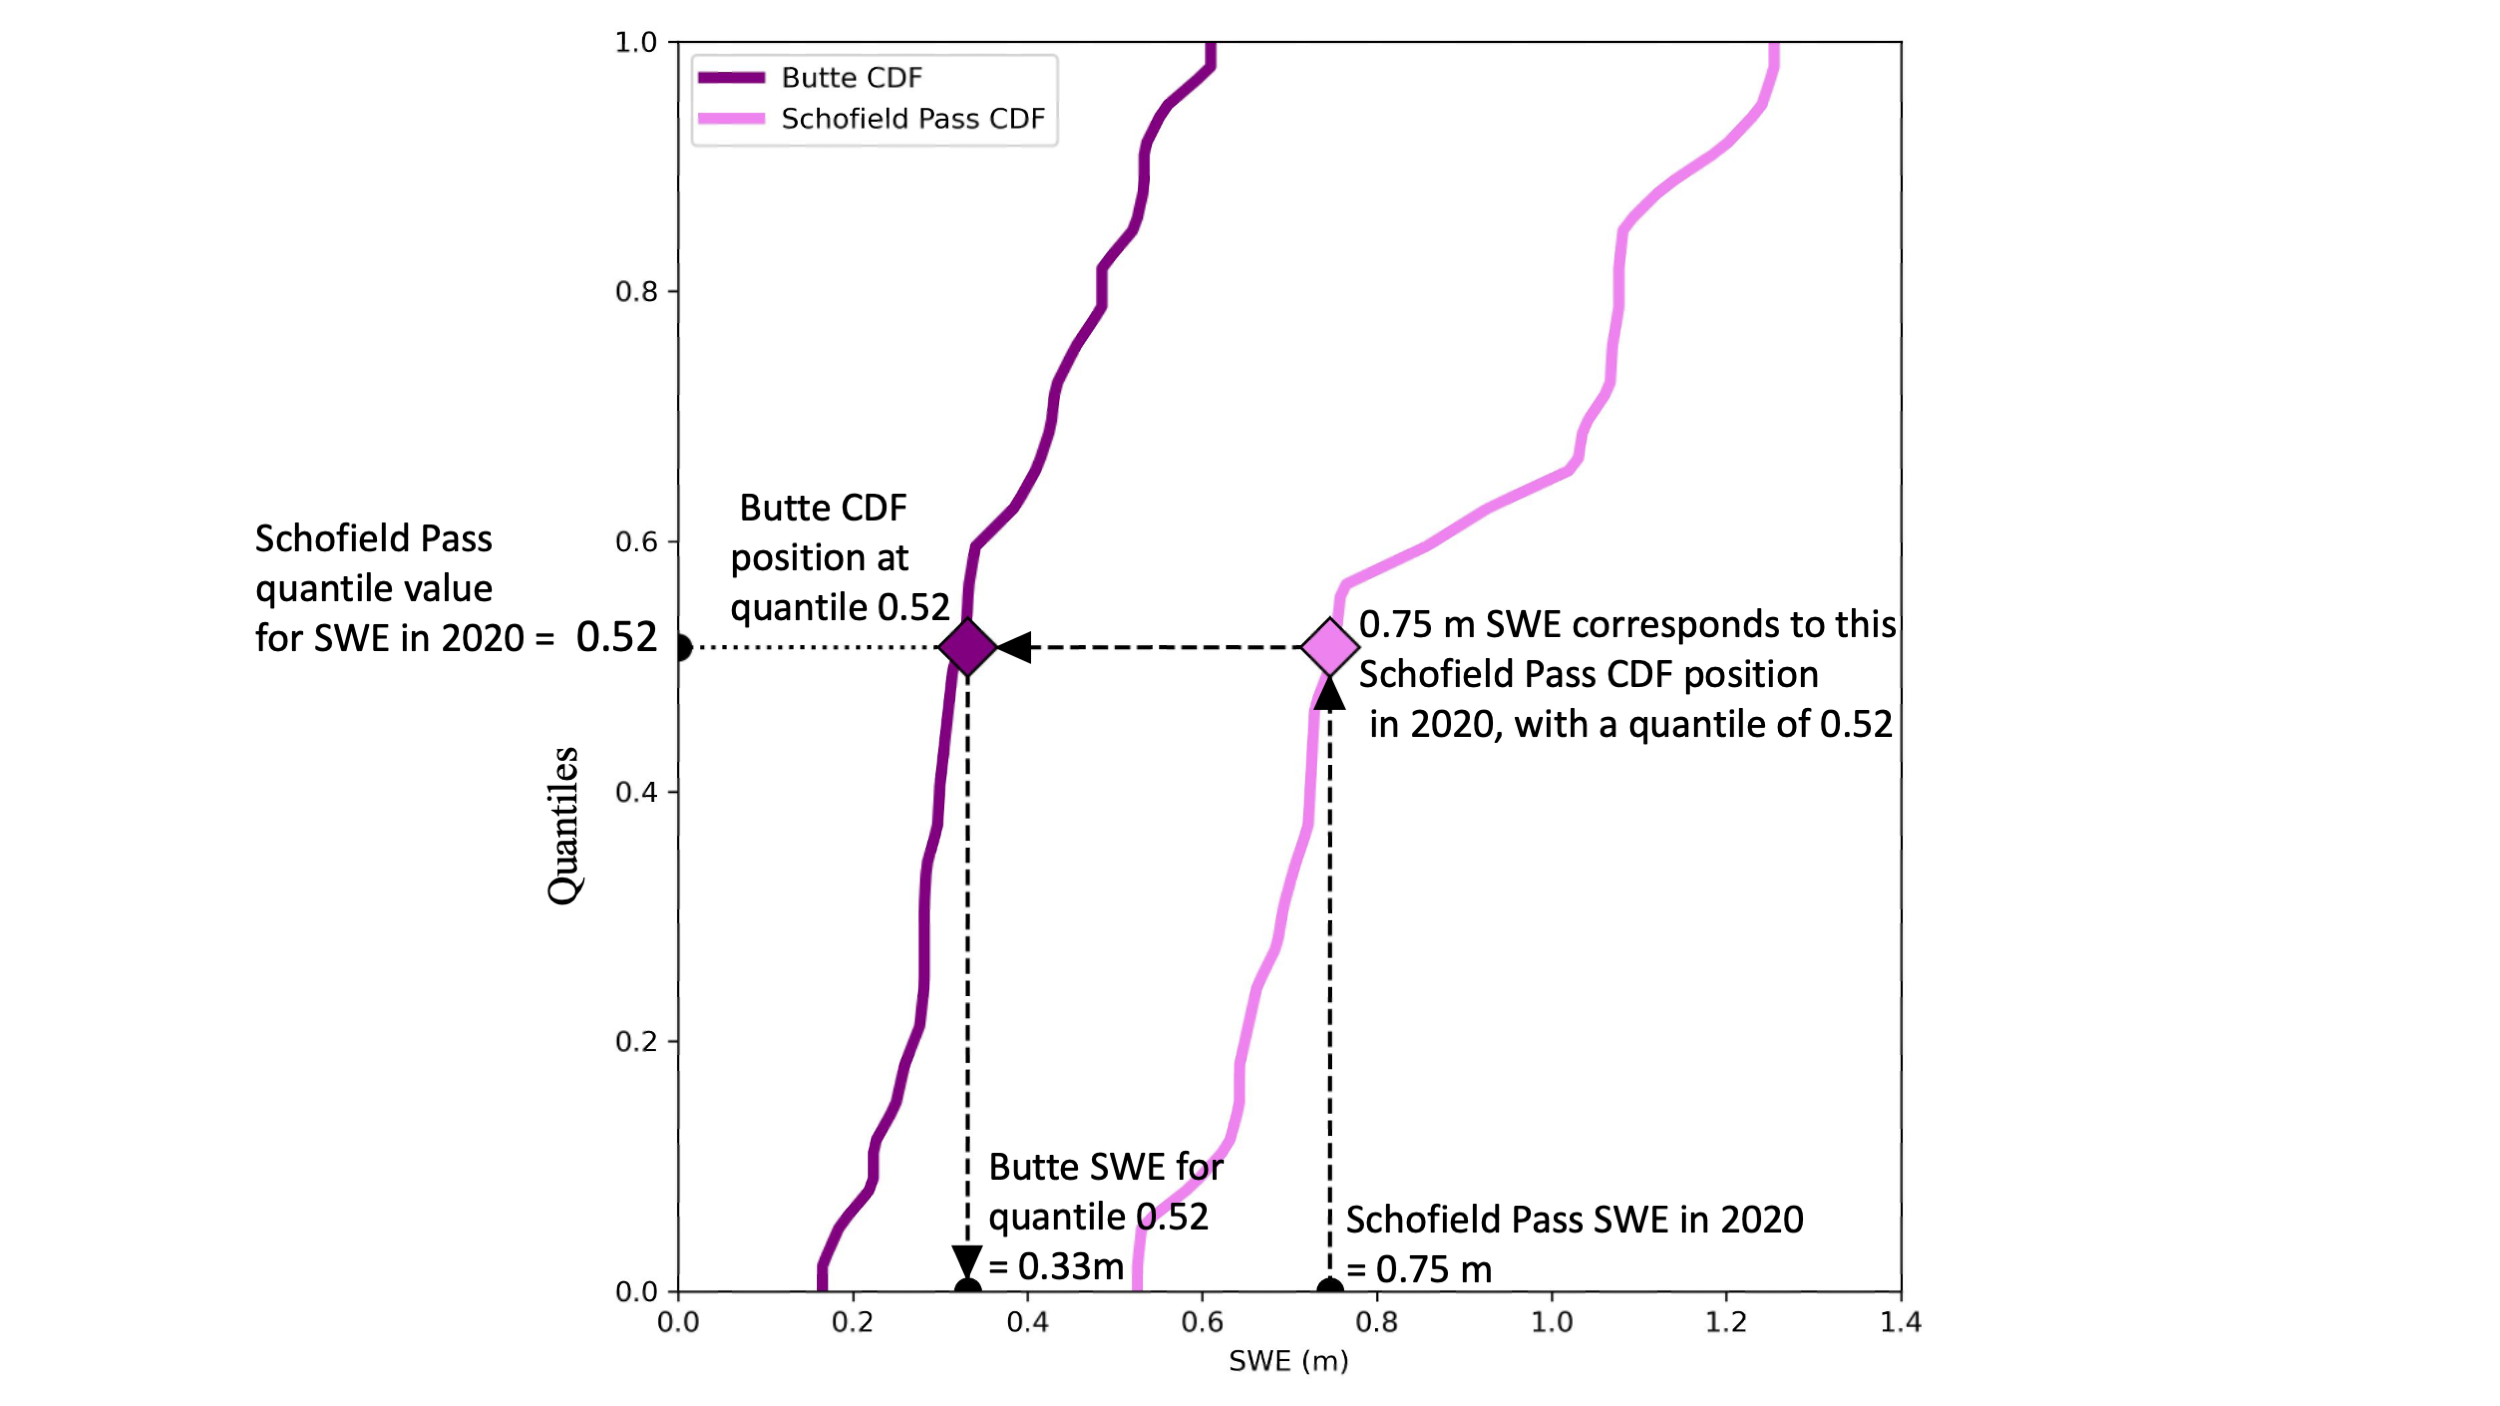 1.0
Butte CDF
Schofield Pass CDF
0.8
Butte CDF
position at
quantile 0.52
Schofield Pass
quantile value
for SWE in 2020 = 0.52
0.6
0.75 m SWE corresponds to this
Schofield Pass CDF position
in 2020, with a quantile of 0.52
Quantiles
0.4
0.2
Butte SWE for
quantile 0.52
= 0.33m
Schofield Pass SWE in 2020
= 0.75 m
0.0
0.0 0.2 0.4 0.6 0.8 1.0 1.2 1.4
SWE (m)